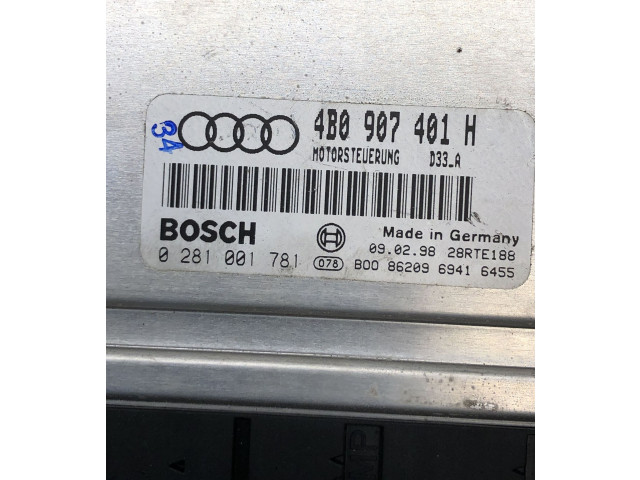 34
4B0 907 401 H
MOTORSTEUERUNG D33_A
BOSCH
Made in Germany
09.02.98 28RTE188
0 281 001 781 078 B00 86209 6941 6455